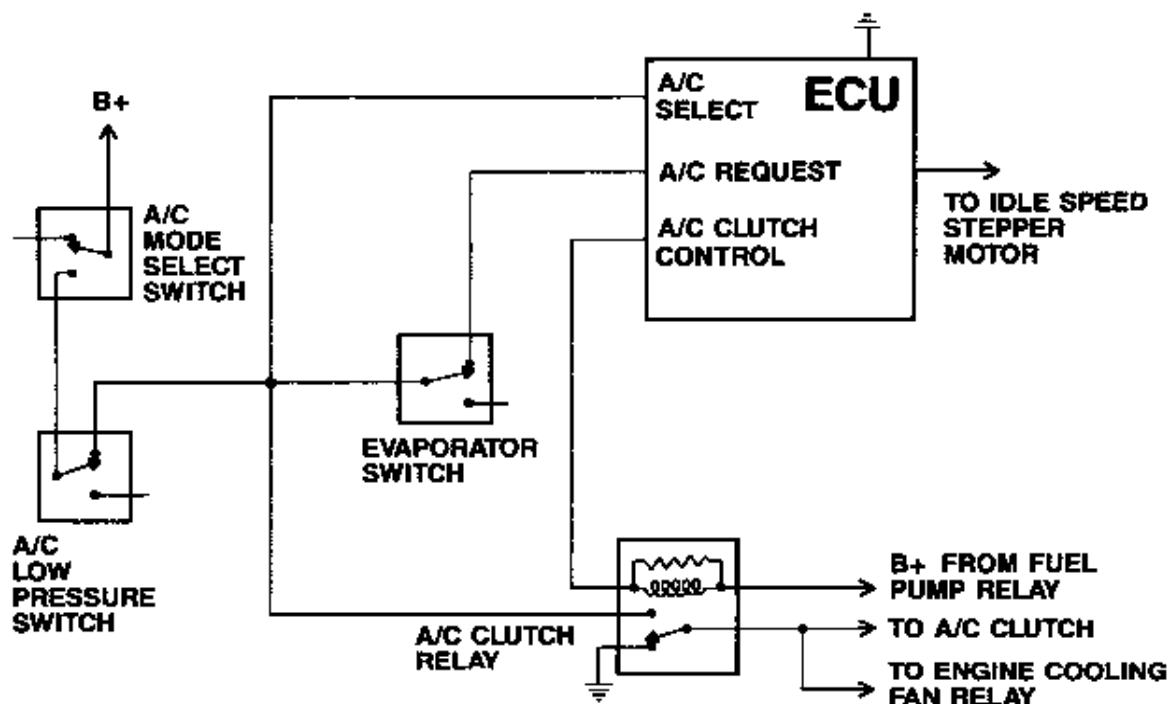 B+
A/C
MODE
SELECT
SWITCH
A/C
LOW
PRESSURE
SWITCH
EVAPORATOR
SWITCH
A/C
SELECT
ECU
A/C REQUEST
A/C CLUTCH
CONTROL
TO IDLE SPEED
STEPPER
MOTOR
A/C CLUTCH
RELAY
B+ FROM FUEL
PUMP RELAY
TO A/C CLUTCH
TO ENGINE COOLING
FAN RELAY